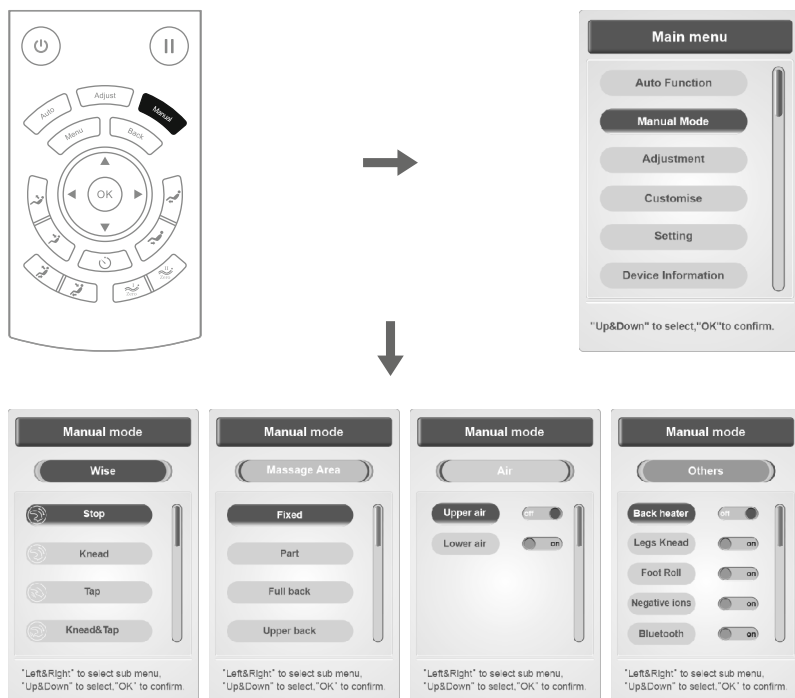 Auto
Adjust
Manual
Menu
Back
OK
Main menu
Auto Function
Manual Mode
Adjustment
Customise
Setting
Device Information
"Up&Down" to select,"OK"to confirm.
Manual mode
Wise
Stop
Knead
Tap
Knead&Tap
"Left&Right" to select sub menu,
"Up&Down" to select,"OK" to confirm.
Manual mode
Massage Area
Fixed
Part
Full back
Upper back
"Left&Right" to select sub menu,
"Up&Down" to select,"OK" to confirm.
Manual mode
Air
Upper air off
Lower air on
"Left&Right" to select sub menu,
"Up&Down" to select,"OK" to confirm.
Manual mode
Others
Back heater off
Legs Knead on
Foot Roll on
Negative ions on
Bluetooth on
"Left&Right" to select sub menu,
"Up&Down" to select,"OK" to confirm.